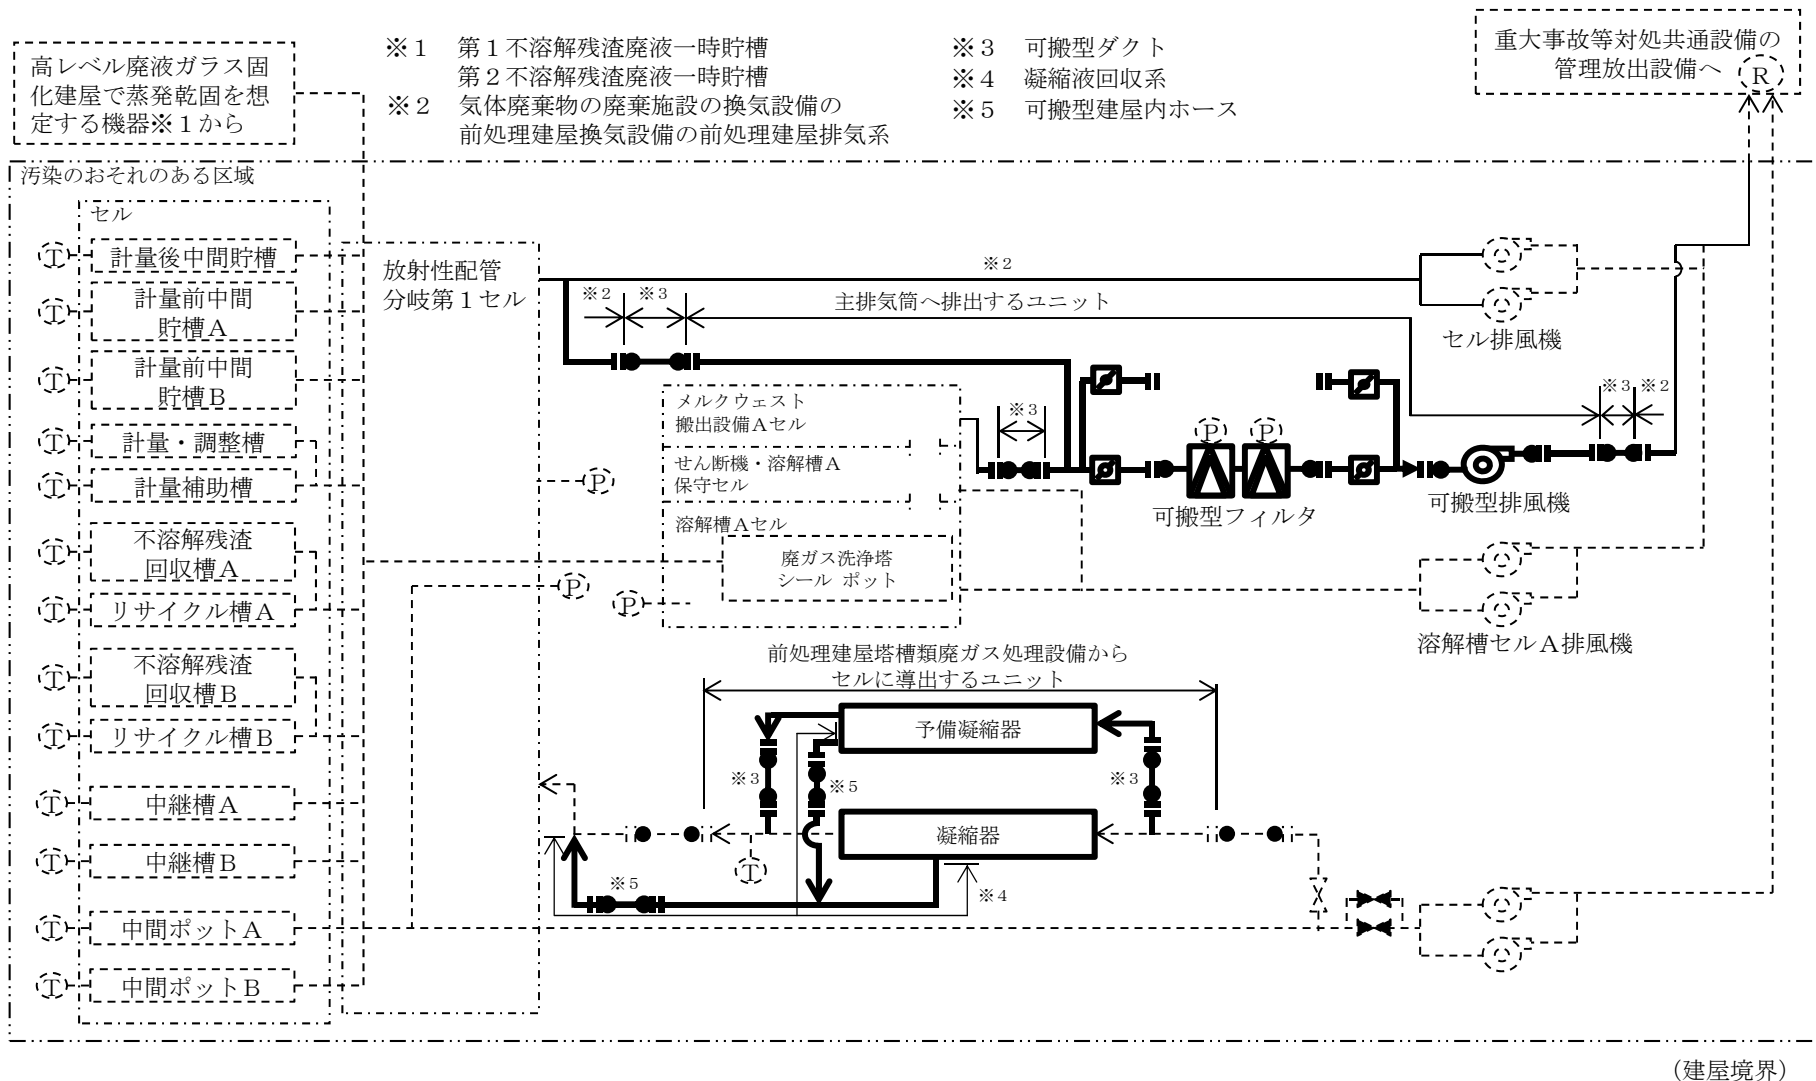 高レベル廃液ガラス固
化建屋で蒸発乾固を想
定する機器※１から
※１　第１不溶解残渣廃液一時貯槽
第２不溶解残渣廃液一時貯槽
※２　気体廃棄物の廃棄施設の換気設備の
前処理建屋換気設備の前処理建屋排気系
※３　可搬型ダクト
※４　凝縮液回収系
※５　可搬型建屋内ホース
重大事故等対処共通設備の
管理放出設備へ
R
汚染のおそれのある区域
セル
T
計量後中間貯槽
T
計量前中間
貯槽A
T
計量前中間
貯槽B
T
計量・調整槽
T
計量補助槽
T
不溶解残渣
回収槽A
T
リサイクル槽A
T
不溶解残渣
回収槽B
T
リサイクル槽B
T
中継槽A
T
中継槽B
T
中間ポットA
T
中間ポットB
放射性配管
分岐第１セル
※２
※２
※３
主排気筒へ排出するユニット
セル排風機
※３
※２
メルクウェスト
搬出設備Aセル
せん断機・溶解槽A
保守セル
溶解槽Aセル
廃ガス洗浄塔
シール ポット
※３
P
P
P
P
P
可搬型フィルタ
可搬型排風機
溶解槽セルA排風機
前処理建屋塔槽類廃ガス処理設備から
セルに導出するユニット
予備凝縮器
※３
※５
※３
凝縮器
T
※５
※４
（建屋境界）